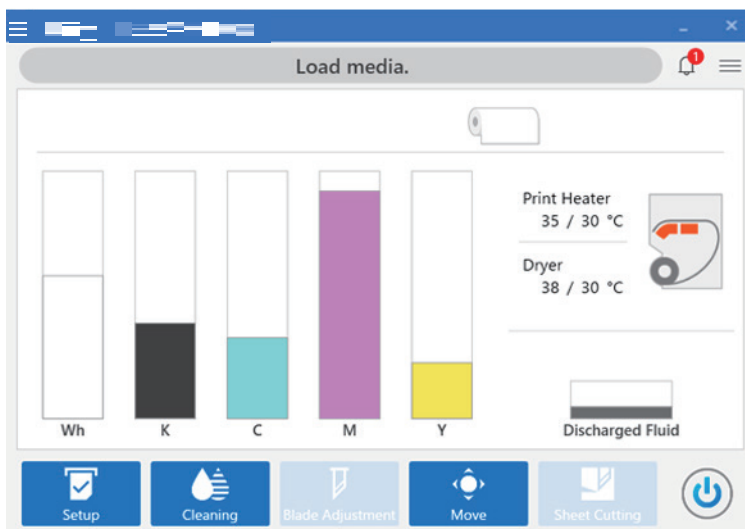 Load media.
1
Print Heater
35 / 30 °C
Dryer
38 / 30 °C
Wh K C M Y
Discharged Fluid
Setup Cleaning Blade Adjustment Move Sheet Cutting